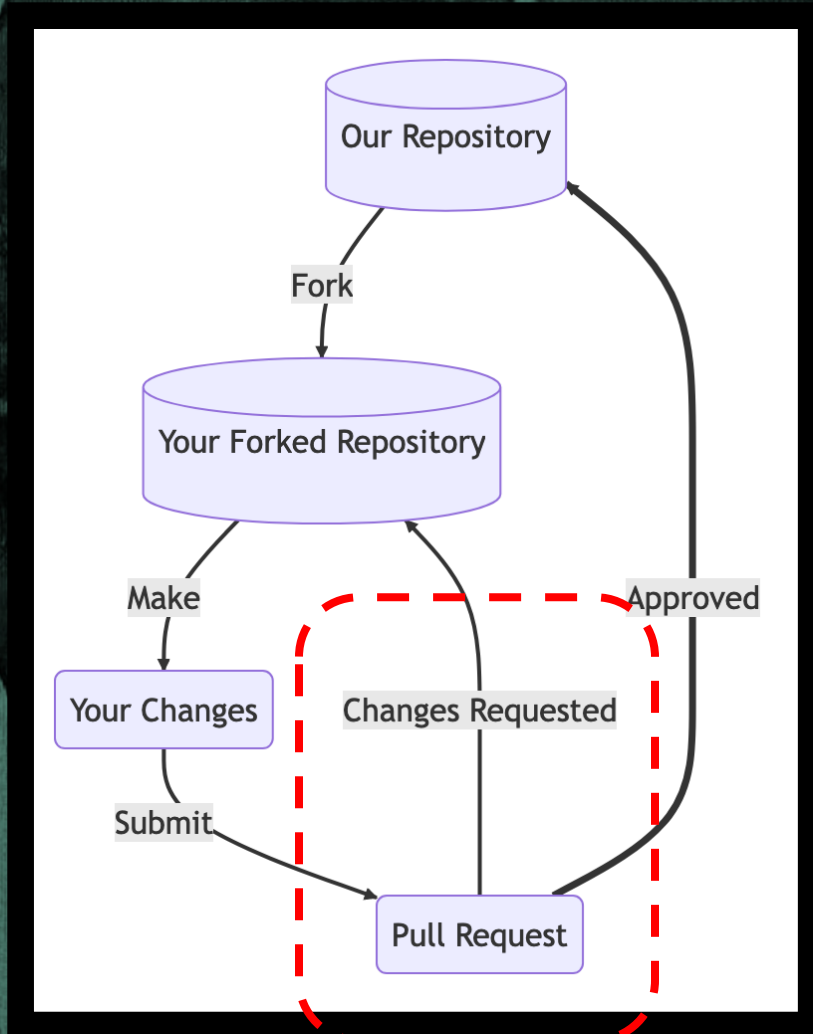 Our Repository
Fork
Your Forked Repository
Make
Approved
Your Changes
Changes Requested
Submit
Pull Request